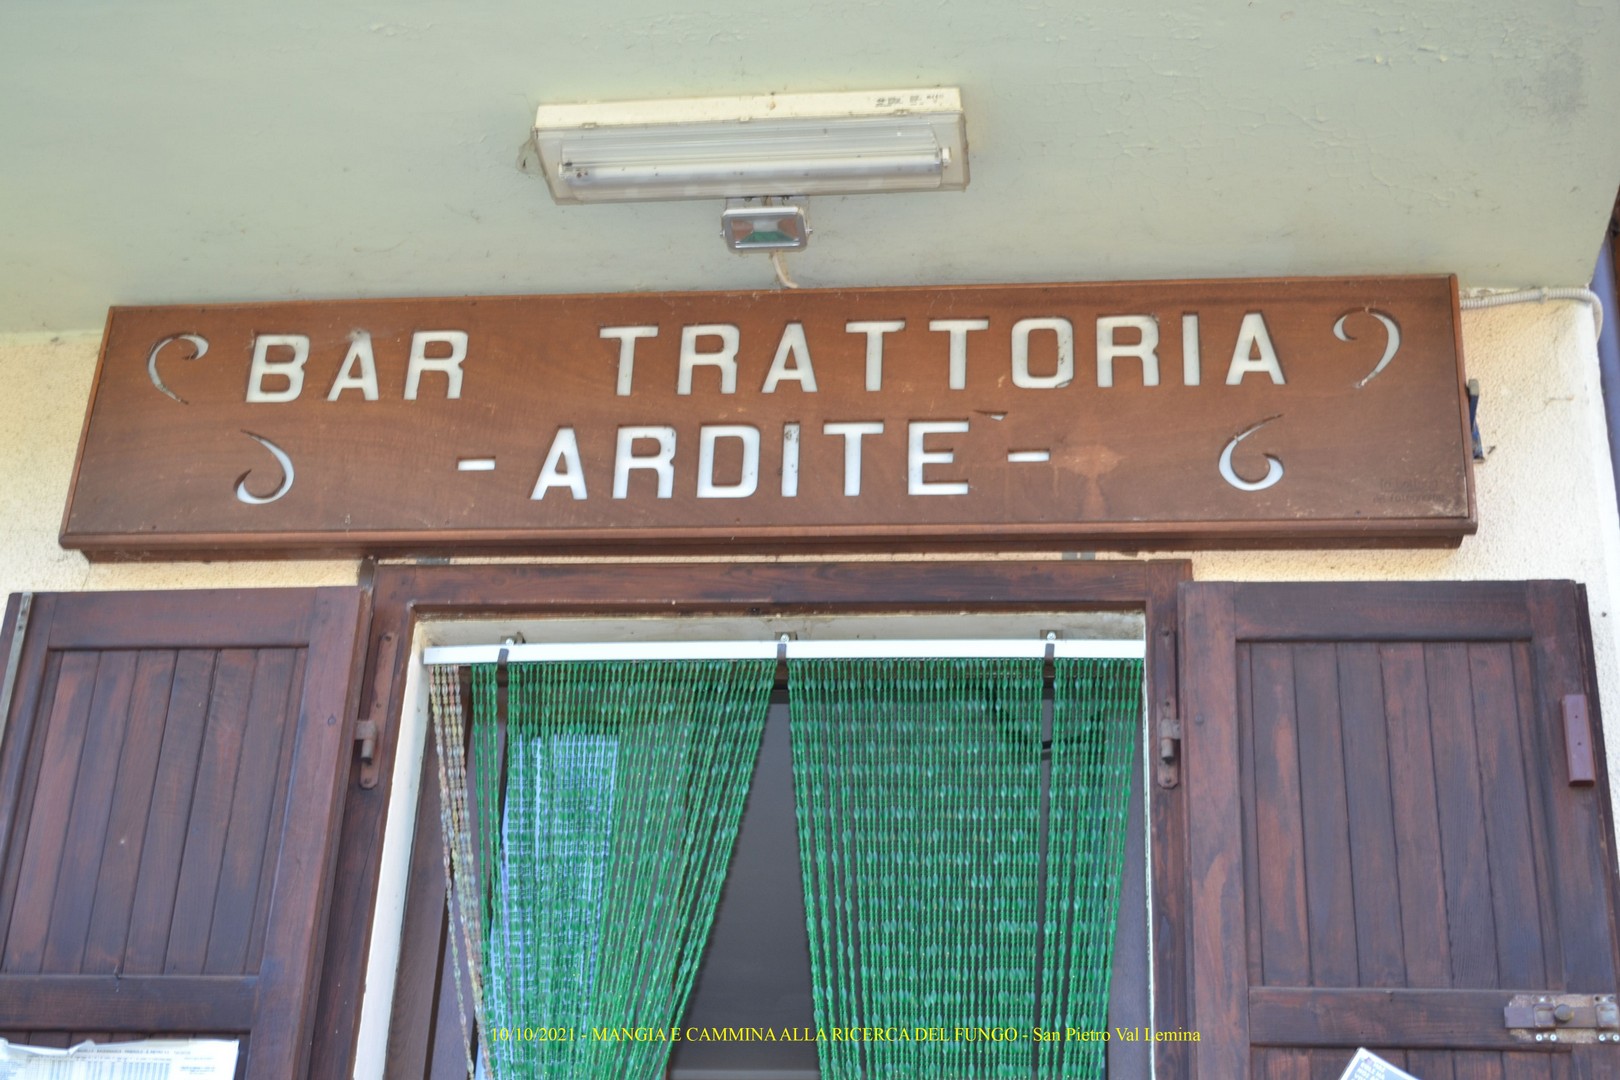 BAR TRATTORIA
- ARDITE` -
10/10/2021 - MANGIA E CAMMINA ALLA RICERCA DEL FUNGO - San Pietro Val Lemina